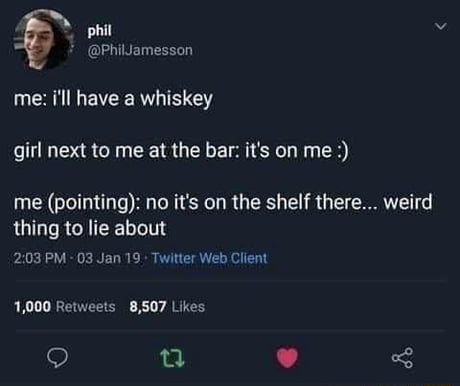 phil
@PhilJamesson
me: i'll have a whiskey
girl next to me at the bar: it's on me :)
me (pointing): no it's on the shelf there... weird
thing to lie about
2:03 PM · 03 Jan 19 · Twitter Web Client
1,000 Retweets 8,507 Likes